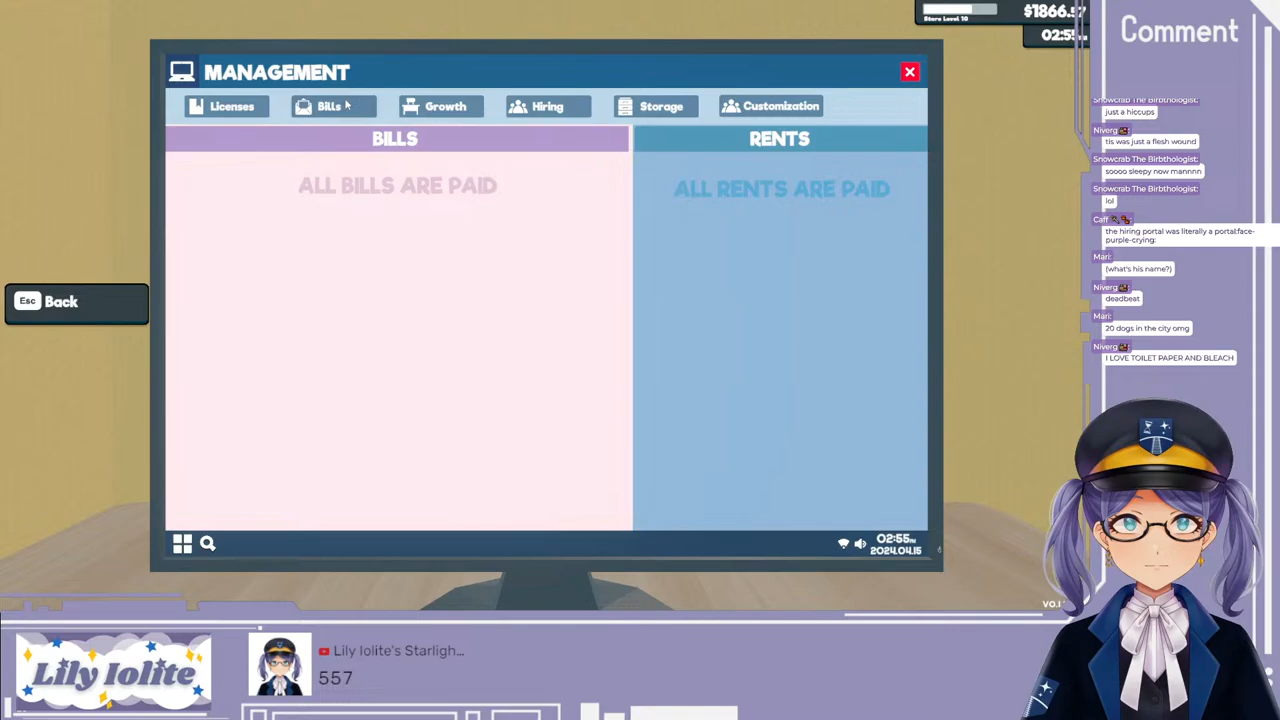 Store Level 10
$1866.57
02:55
Comment
MANAGEMENT
Licenses
Bills
Growth
Hiring
Storage
Customization
BILLS
RENTS
ALL BILLS ARE PAID
ALL RENTS ARE PAID
Esc Back
02:55PM
2024.04.15
Snowcrab The Birbthologist:
just a hiccups
Niverg
tis was just a flesh wound
Snowcrab The Birbthologist:
soooo sleepy now mannnn
Snowcrab The Birbthologist:
lol
Caff
the hiring portal was literally a portal:face-
purple-crying:
Mari:
(what's his name?)
Niverg
deadbeat
Mari:
20 dogs in the city omg
Niverg
I LOVE TOILET PAPER AND BLEACH
Lily Iolite
Lily Iolite's Starligh...
557